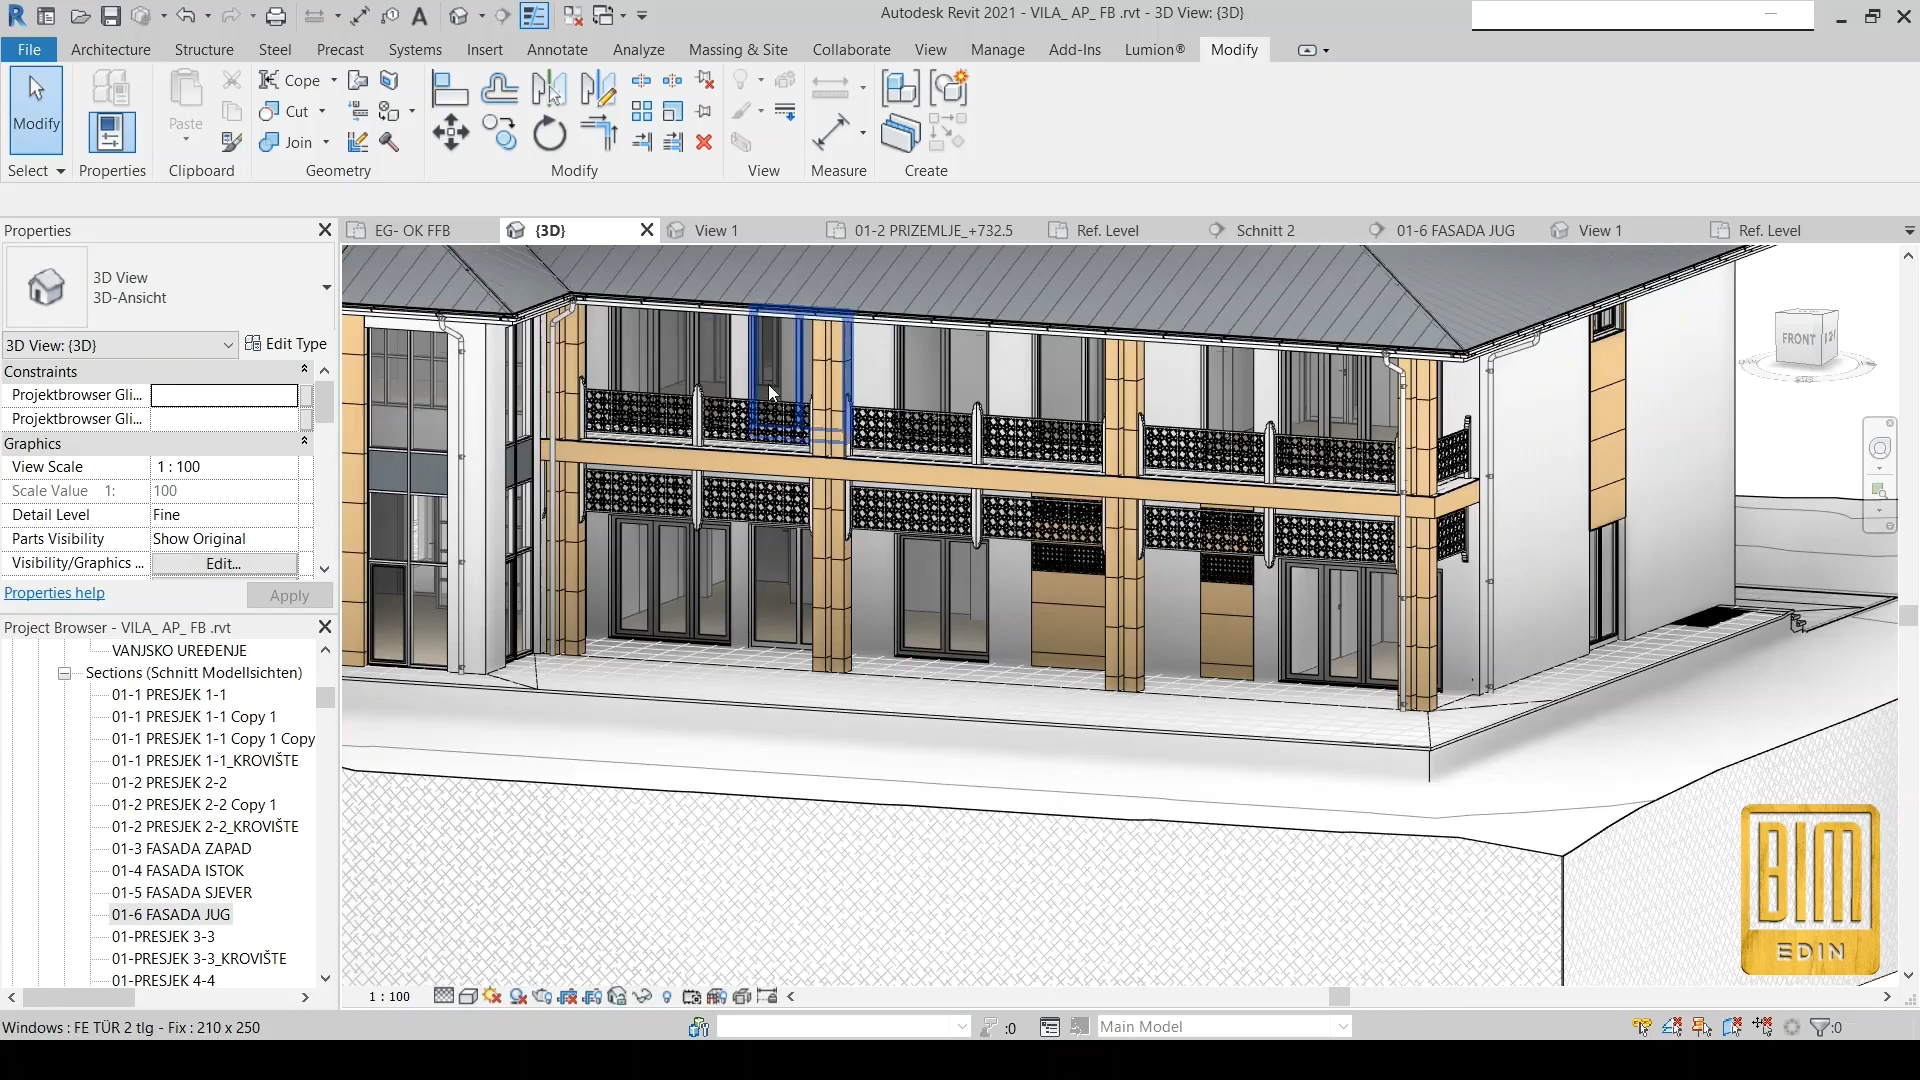 Autodesk Revit 2021 - VILA_ AP_ FB .rvt - 3D View: {3D}
File Architecture Structure Steel Precast Systems Insert Annotate Analyze Massing & Site Collaborate View Manage Add-Ins Lumion® Modify
Modify
Paste
Cope
Cut
Join
Select Properties Clipboard Geometry Modify View Measure Create
Properties
EG- OK FFB {3D} View 1 01-2 PRIZEMLJE_+732.5 Ref. Level Schnitt 2 01-6 FASADA JUG View 1 Ref. Level
3D View
3D-Ansicht
3D View: {3D} Edit Type
Constraints
Projektbrowser Gli...
Projektbrowser Gli...
Graphics
View Scale 1 : 100
Scale Value 1: 100
Detail Level Fine
Parts Visibility Show Original
Visibility/Graphics ... Edit...
Properties help Apply
Project Browser - VILA_ AP_ FB .rvt
VANJSKO UREĐENJE
Sections (Schnitt Modellsichten)
01-1 PRESJEK 1-1
01-1 PRESJEK 1-1 Copy 1
01-1 PRESJEK 1-1 Copy 1 Copy
01-1 PRESJEK 1-1_KROVIŠTE
01-2 PRESJEK 2-2
01-2 PRESJEK 2-2 Copy 1
01-2 PRESJEK 2-2_KROVIŠTE
01-3 FASADA ZAPAD
01-4 FASADA ISTOK
01-5 FASADA SJEVER
01-6 FASADA JUG
01-PRESJEK 3-3
01-PRESJEK 3-3_KROVIŠTE
01-PRESJEK 4-4
FRONT
BIM
EDIN
1 : 100
Windows : FE TÜR 2 tlg - Fix : 210 x 250
:0
Main Model
:0